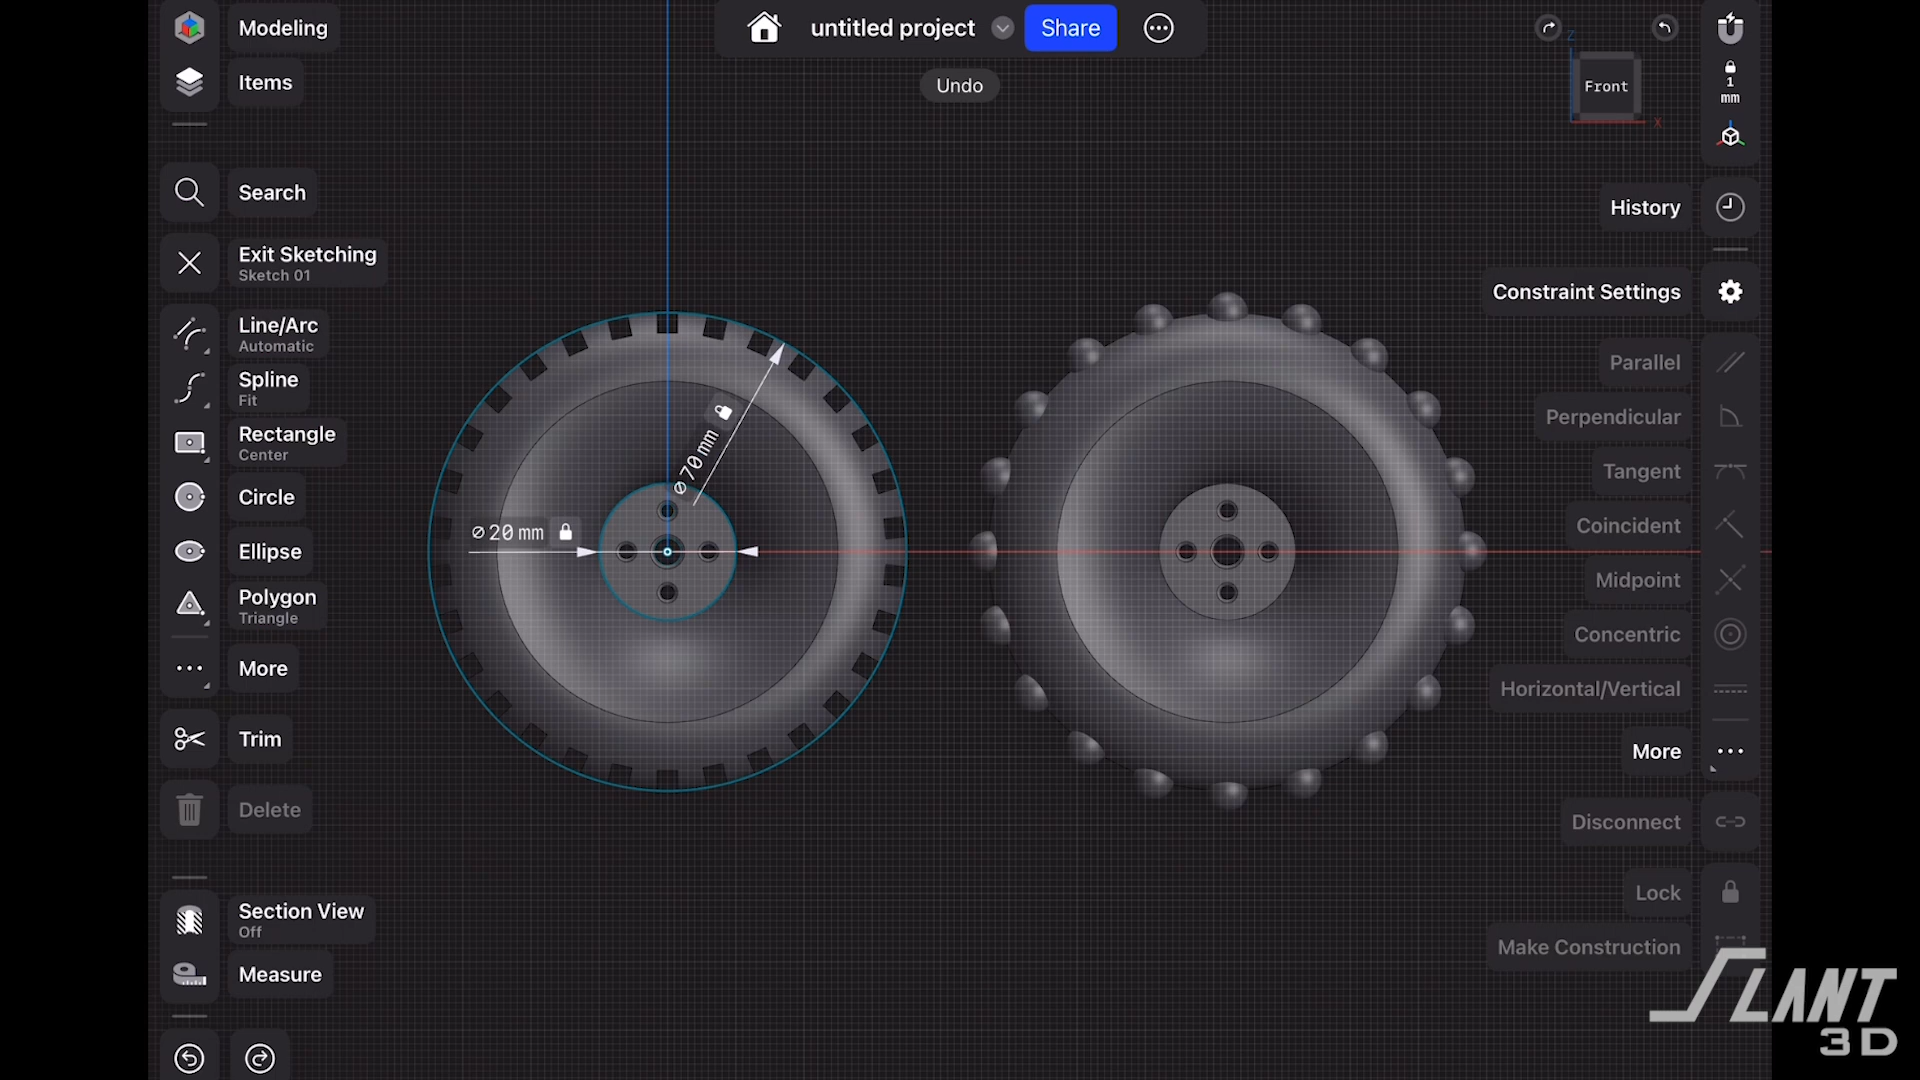 Modeling
Items
untitled project
Share
Undo
Z
Front
X
1
mm
Search
History
Exit Sketching
Sketch 01
Constraint Settings
Line/Arc
Automatic
Parallel
Spline
Fit
Perpendicular
Rectangle
Center
Tangent
Circle
Coincident
Ellipse
Midpoint
Polygon
Triangle
Concentric
More
Horizontal/Vertical
Trim
More
Delete
Disconnect
Section View
Off
Lock
Measure
Make Construction
⌀70 mm
⌀20 mm
SLANT
3D